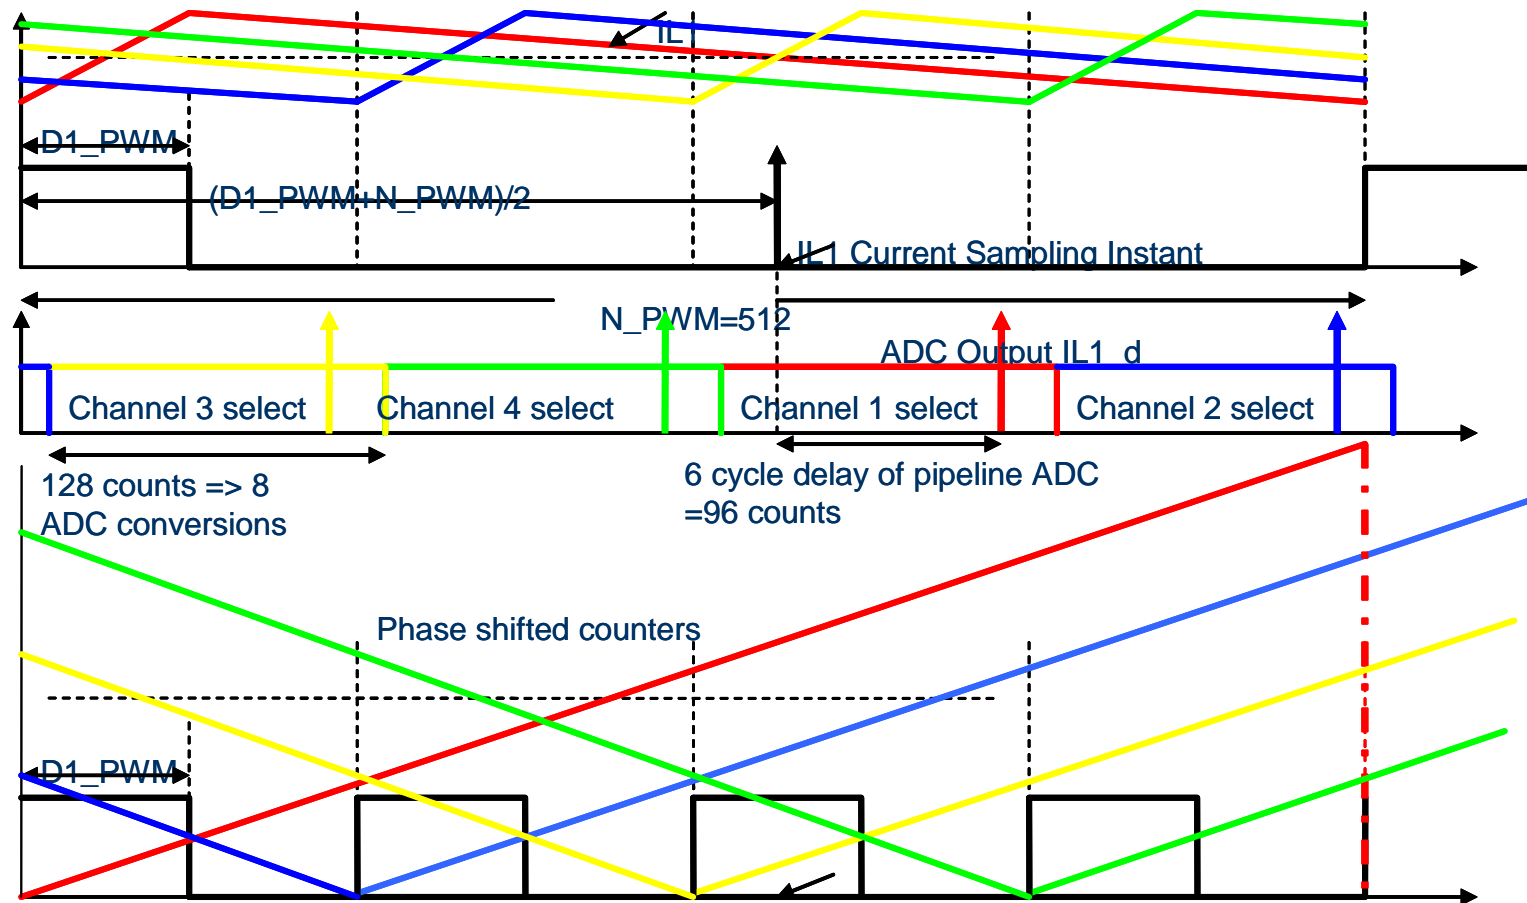 IL1
D1_PWM
(D1_PWM+N_PWM)/2
IL1 Current Sampling Instant
N_PWM=512
ADC Output IL1_d
Channel 3 select
Channel 4 select
Channel 1 select
Channel 2 select
128 counts => 8
ADC conversions
6 cycle delay of pipeline ADC
=96 counts
Phase shifted counters
D1_PWM